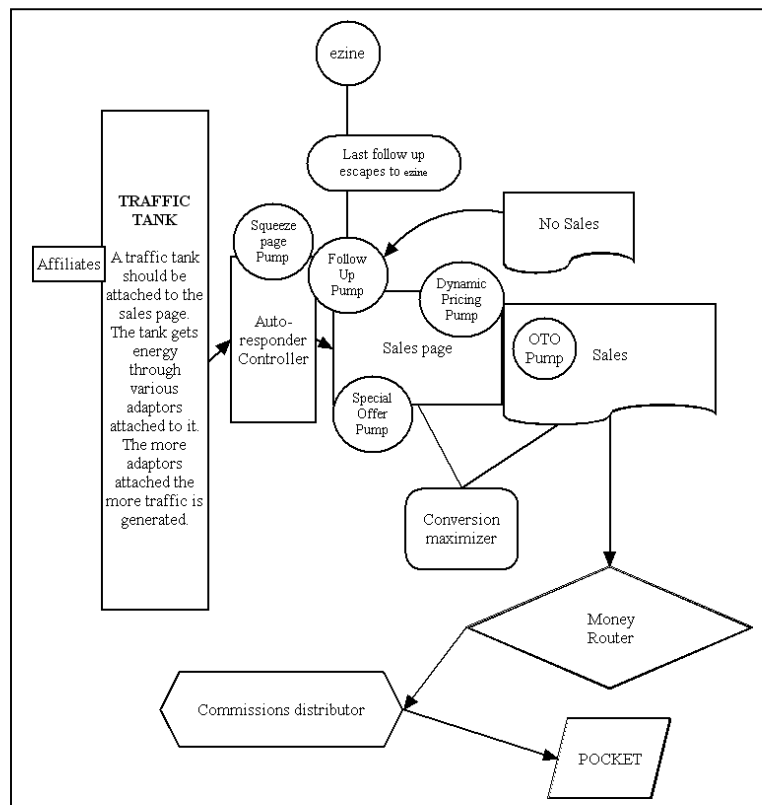 ezine
Last follow up
escapes to ezine
TRAFFIC
TANK
A traffic tank
should be
attached to the
sales page.
The tank gets
energy
through
various
adaptors
attached to it.
The more
adaptors
attached the
more traffic is
generated.
Affiliates
Squeeze
page
Pump
Follow
Up
Pump
No Sales
Dynamic
Pricing
Pump
Auto-
responder
Controller
Sales page
OTO
Pump
Sales
Special
Offer
Pump
Conversion
maximizer
Money
Router
Commissions distributor
POCKET